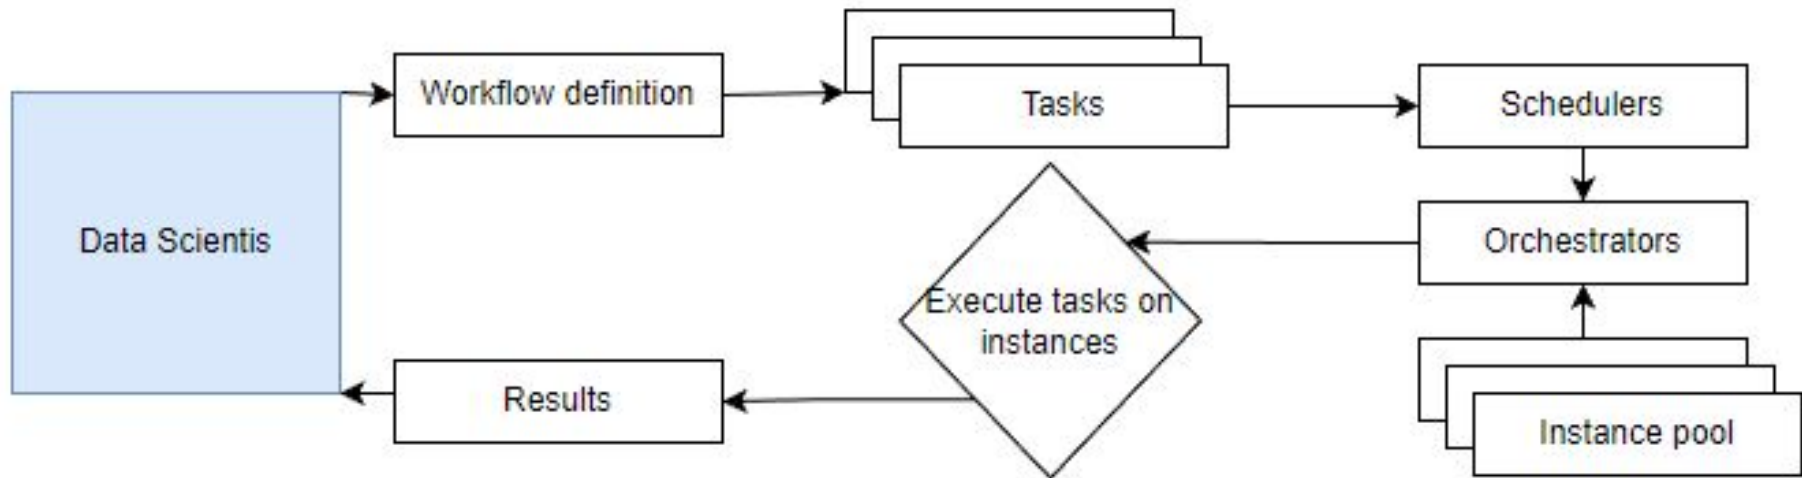 Workflow definition
Tasks
Schedulers
Data Scientis
Orchestrators
Execute tasks on
instances
Results
Instance pool